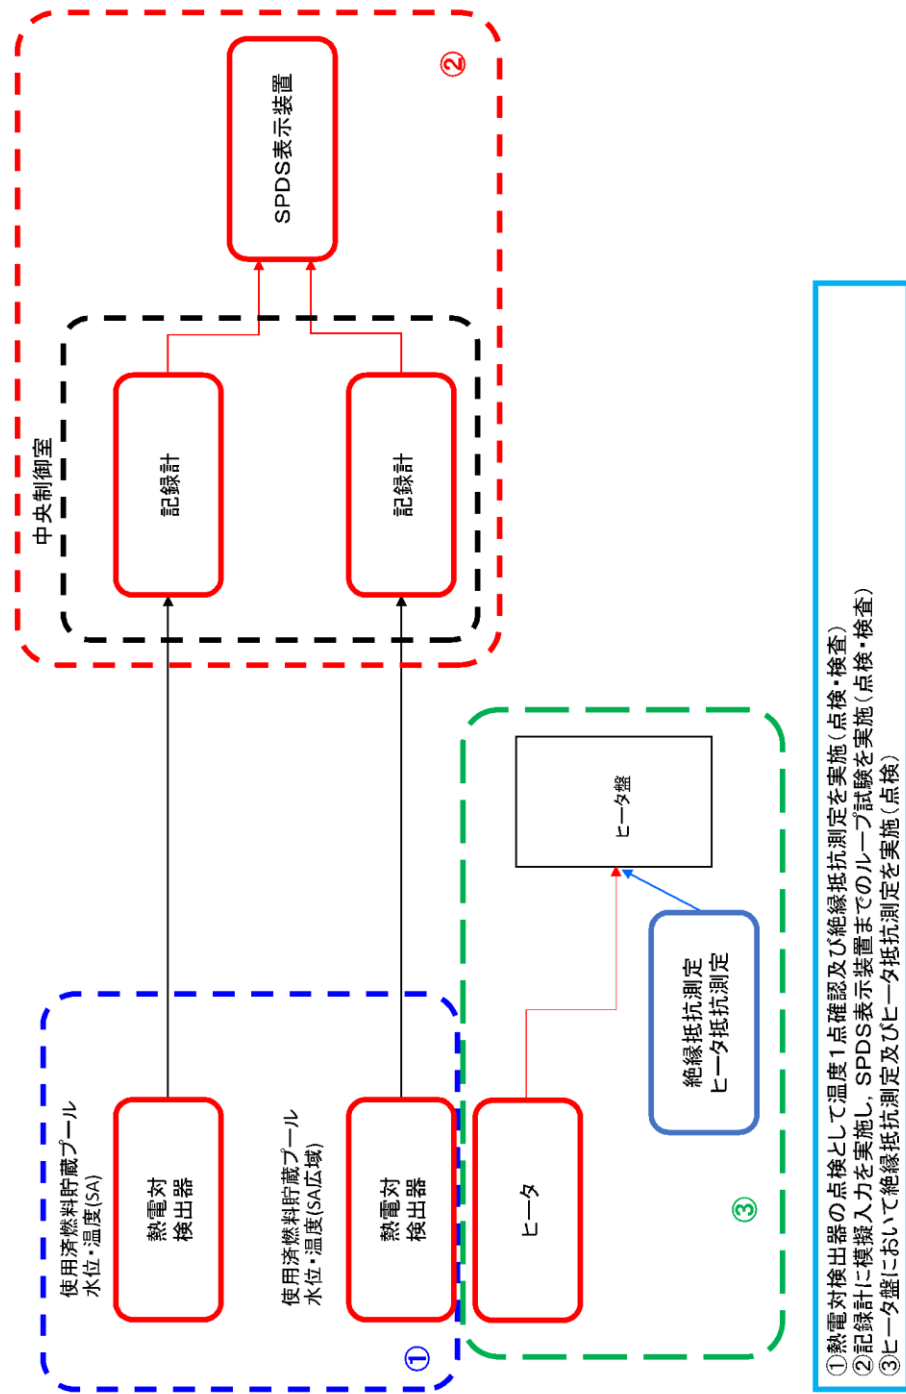 使用済燃料貯蔵プール
水位・温度(SA)
熱電対
検出器
中央制御室
記録計
SPDS表示装置
②
使用済燃料貯蔵プール
水位・温度(SA広域)
熱電対
検出器
記録計
①
ヒータ
ヒータ盤
絶縁抵抗測定
ヒータ抵抗測定
③
①熱電対検出器の点検として温度1点確認及び絶縁抵抗測定を実施(点検・検査)
②記録計に模擬入力を実施し，SPDS表示装置までのループ試験を実施(点検・検査)
③ヒータ盤において絶縁抵抗測定及びヒータ抵抗測定を実施(点検)